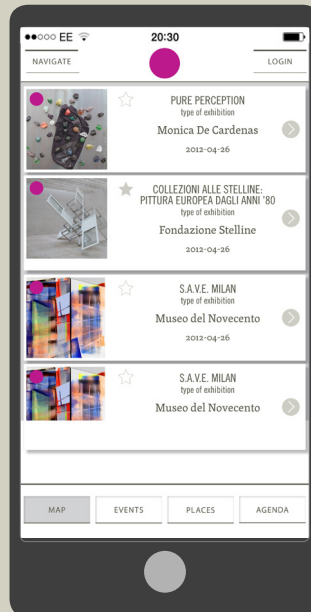 EE 20:30
NAVIGATE LOGIN
PURE PERCEPTION
type of exhibition
Monica De Cardenas
2012-04-26
COLLEZIONI ALLE STELLINE:
PITTURA EUROPEA DAGLI ANNI '80
type of exhibition
Fondazione Stelline
2012-04-26
S.A.V.E. MILAN
type of exhibition
Museo del Novecento
2012-04-26
S.A.V.E. MILAN
type of exhibition
Museo del Novecento
MAP EVENTS PLACES AGENDA